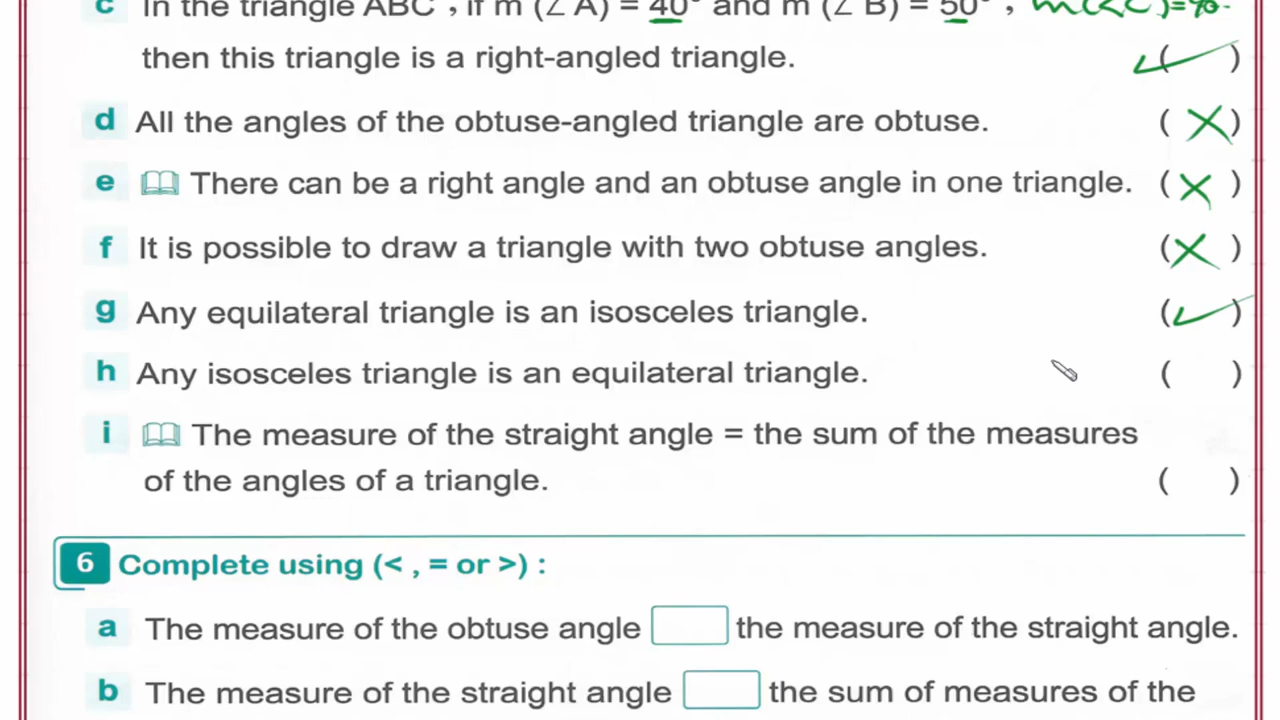 c In the triangle ABC , if m (∠ A) = 40° and m (∠ B) = 50° , m(∠C)=90°
then this triangle is a right-angled triangle. (✓)
d All the angles of the obtuse-angled triangle are obtuse. (✗)
e There can be a right angle and an obtuse angle in one triangle. (✗)
f It is possible to draw a triangle with two obtuse angles. (✗)
g Any equilateral triangle is an isosceles triangle. (✓)
h Any isosceles triangle is an equilateral triangle. ( )
i The measure of the straight angle = the sum of the measures
of the angles of a triangle. ( )
6 Complete using (< , = or >) :
a The measure of the obtuse angle the measure of the straight angle.
b The measure of the straight angle the sum of measures of the